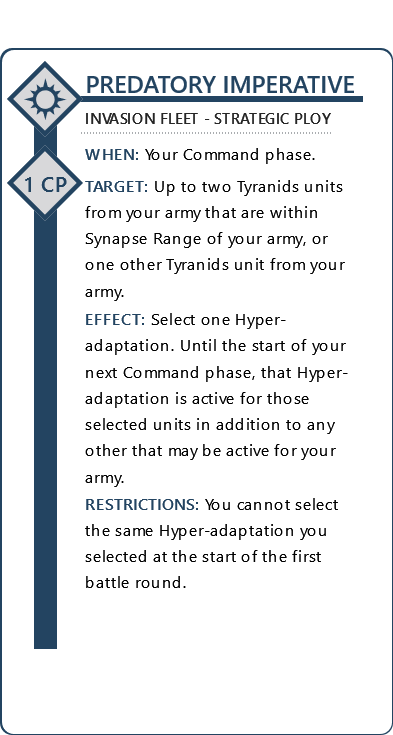 PREDATORY IMPERATIVE
INVASION FLEET - STRATEGIC PLOY
WHEN: Your Command phase.
1 CP
TARGET: Up to two Tyranids units
from your army that are within
Synapse Range of your army, or
one other Tyranids unit from your
army.
EFFECT: Select one Hyper-
adaptation. Until the start of your
next Command phase, that Hyper-
adaptation is active for those
selected units in addition to any
other that may be active for your
army.
RESTRICTIONS: You cannot select
the same Hyper-adaptation you
selected at the start of the first
battle round.